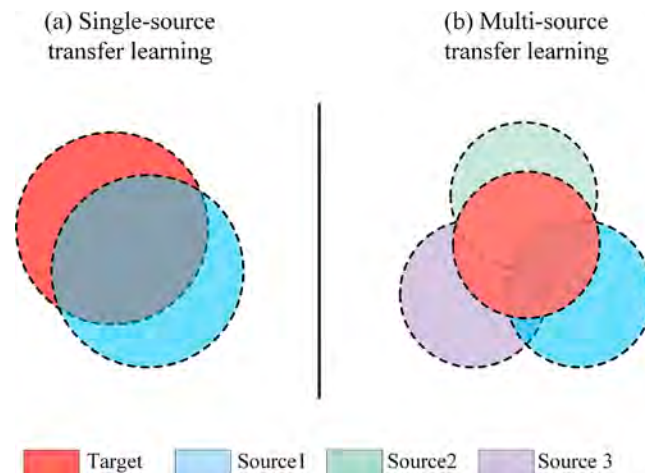 (a) Single-source
transfer learning
(b) Multi-source
transfer learning
Target
Source1
Source2
Source 3